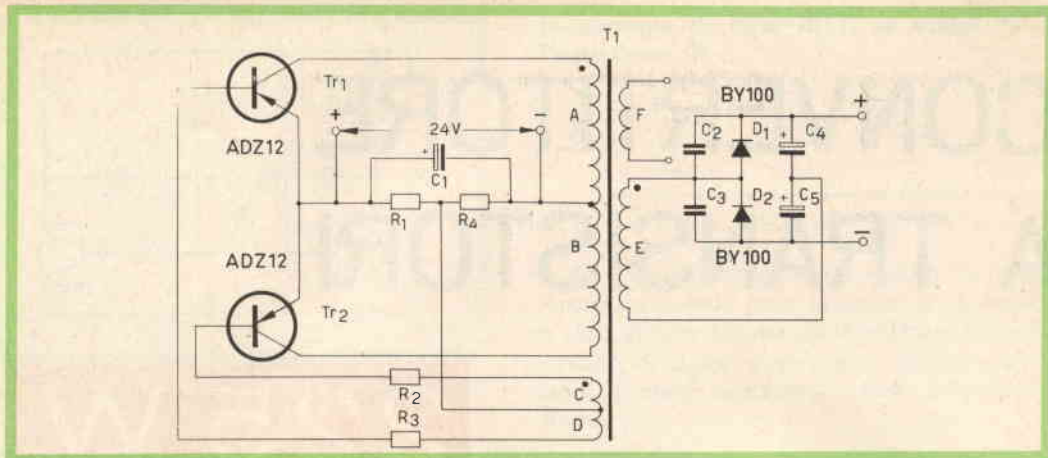 T1
Tr1
ADZ12
+
24V
−
+
C1
R1
R4
ADZ12
Tr2
R2
R3
A
B
C
D
F
E
BY100
C2
D1
+
C4
+
C3
D2
+
C5
−
BY100